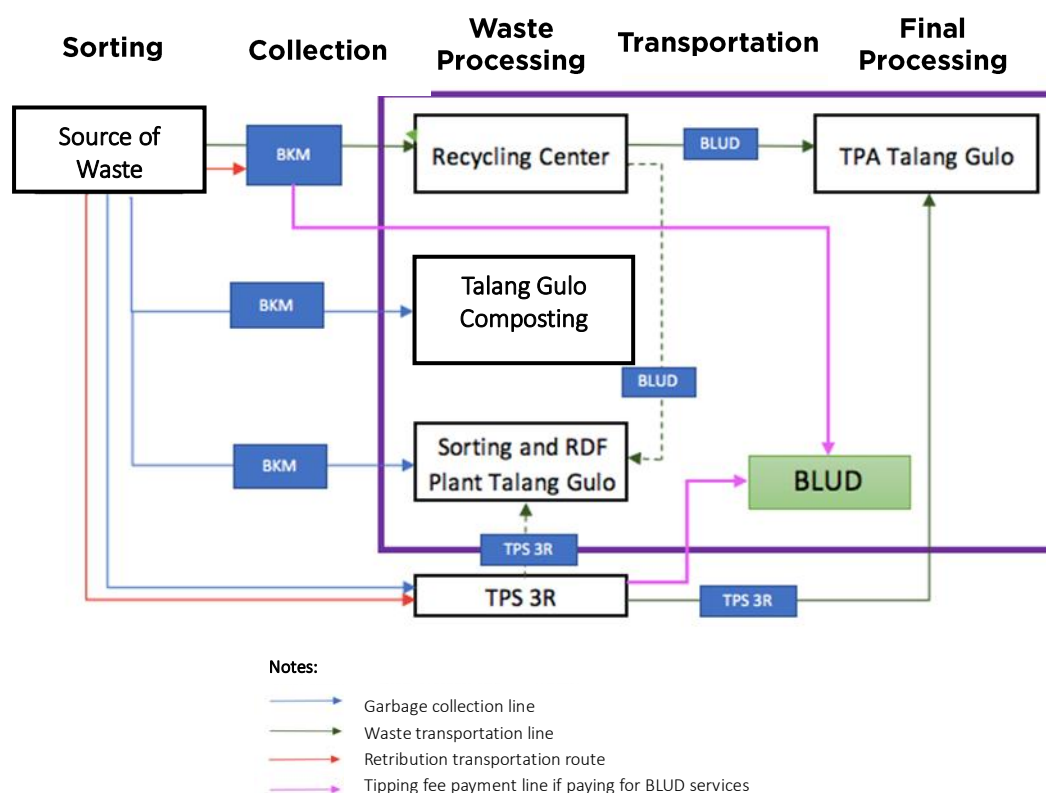 Sorting
Collection
Waste
Processing
Transportation
Final
Processing
Source of
Waste
BKM
Recycling Center
BLUD
TPA Talang Gulo
BKM
Talang Gulo
Composting
BLUD
BKM
Sorting and RDF
Plant Talang Gulo
BLUD
TPS 3R
TPS 3R
TPS 3R
Notes:
Garbage collection line
Waste transportation line
Retribution transportation route
Tipping fee payment line if paying for BLUD services